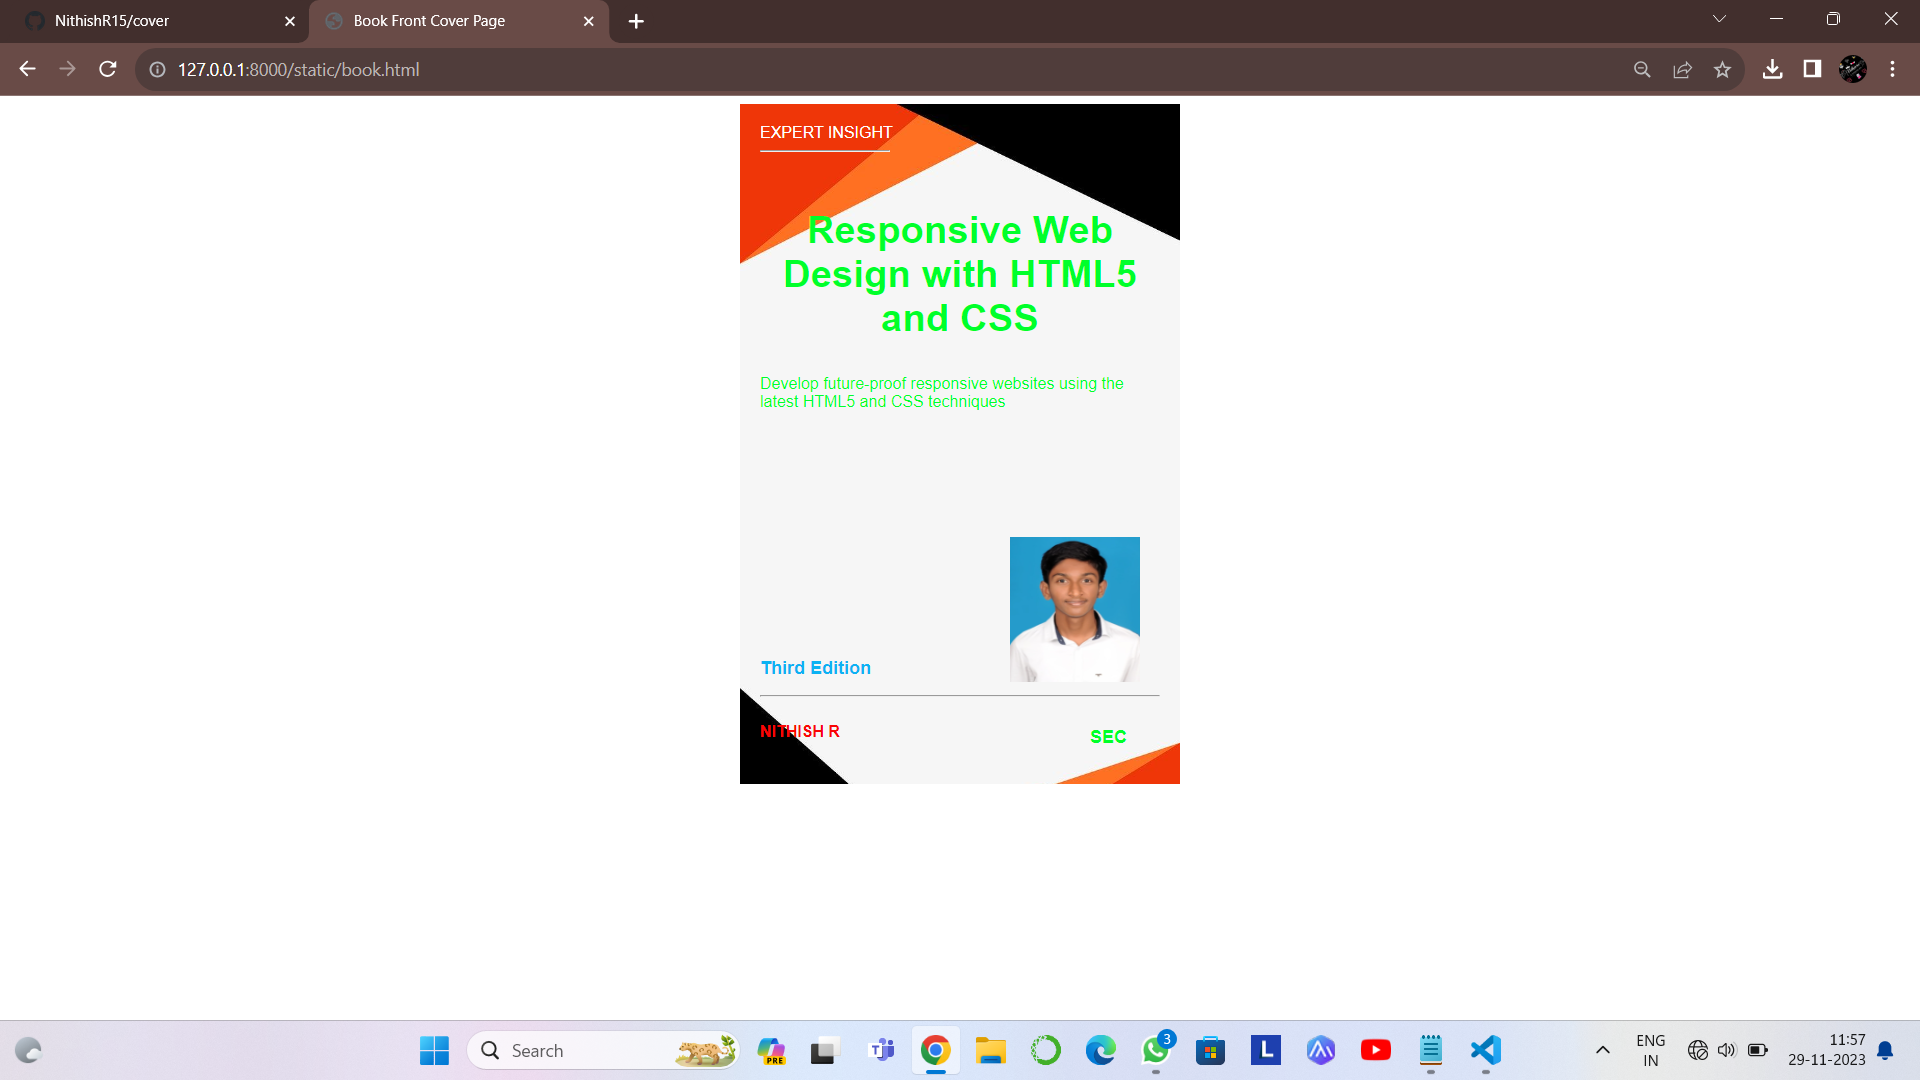 NithishR15/cover
Book Front Cover Page
127.0.0.1:8000/static/book.html
EXPERT INSIGHT
Responsive Web
Design with HTML5
and CSS
Develop future-proof responsive websites using the
latest HTML5 and CSS techniques
Third Edition
NITHISH R
SEC
Search
PRE
3
L
ENG
IN
11:57
29-11-2023